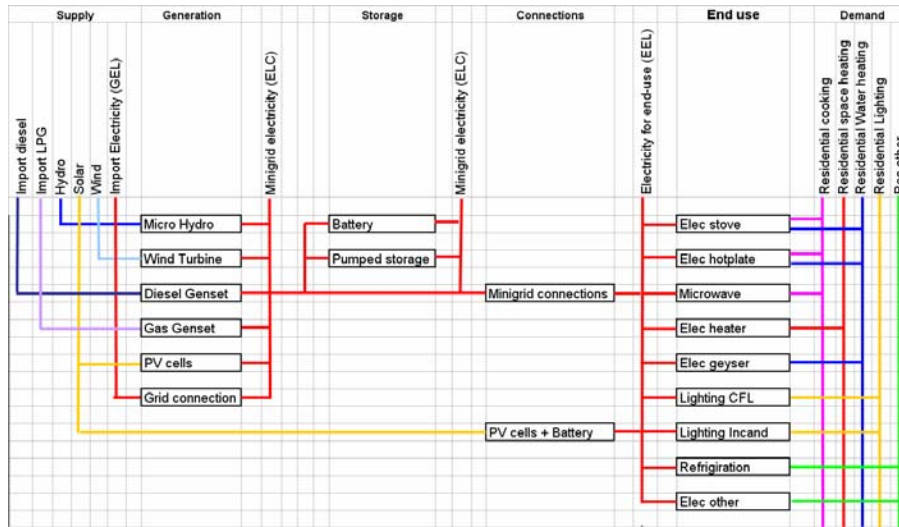 Supply
Generation
Storage
Connections
End use
Demand
Import diesel
Import LPG
Hydro
Solar
Wind
Import Electricity (GEL)
Minigrid electricity (ELC)
Minigrid electricity (ELC)
Electricity for end-use (EEL)
Residential cooking
Residential space heating
Residential Water heating
Residential Lighting
other
Micro Hydro
Battery
Elec stove
Wind Turbine
Pumped storage
Elec hotplate
Diesel Genset
Minigrid connections
Microwave
Gas Genset
Elec heater
PV cells
Elec geyser
Grid connection
Lighting CFL
PV cells + Battery
Lighting Incand
Refrigiration
Elec other